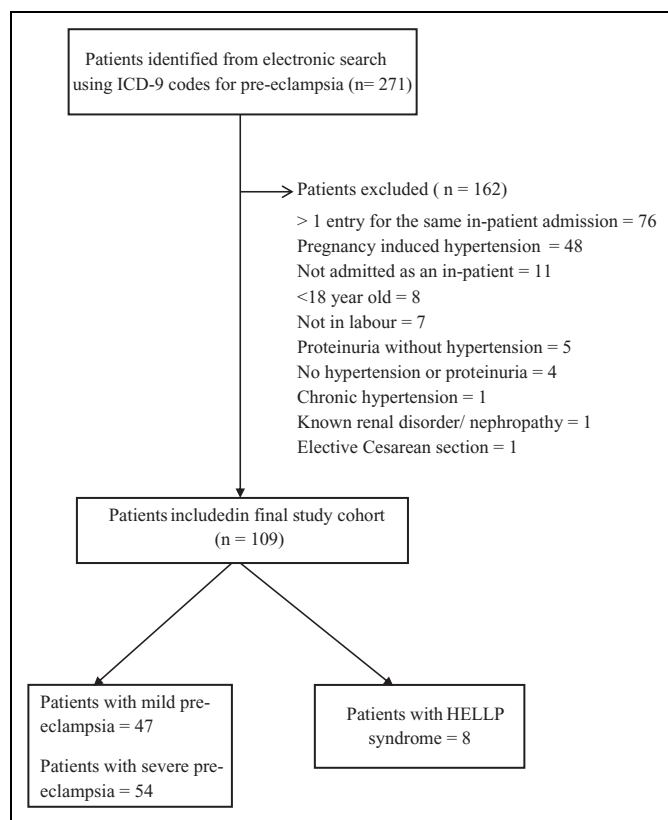 Patients identified from electronic search
using ICD-9 codes for pre-eclampsia (n= 271)
Patients excluded ( n = 162)
> 1 entry for the same in-patient admission = 76
Pregnancy induced hypertension = 48
Not admitted as an in-patient = 11
<18 year old = 8
Not in labour = 7
Proteinuria without hypertension = 5
No hypertension or proteinuria = 4
Chronic hypertension = 1
Known renal disorder/ nephropathy = 1
Elective Cesarean section = 1
Patients includedin final study cohort
(n = 109)
Patients with mild pre-
eclampsia = 47
Patients with severe pre-
eclampsia = 54
Patients with HELLP
syndrome = 8